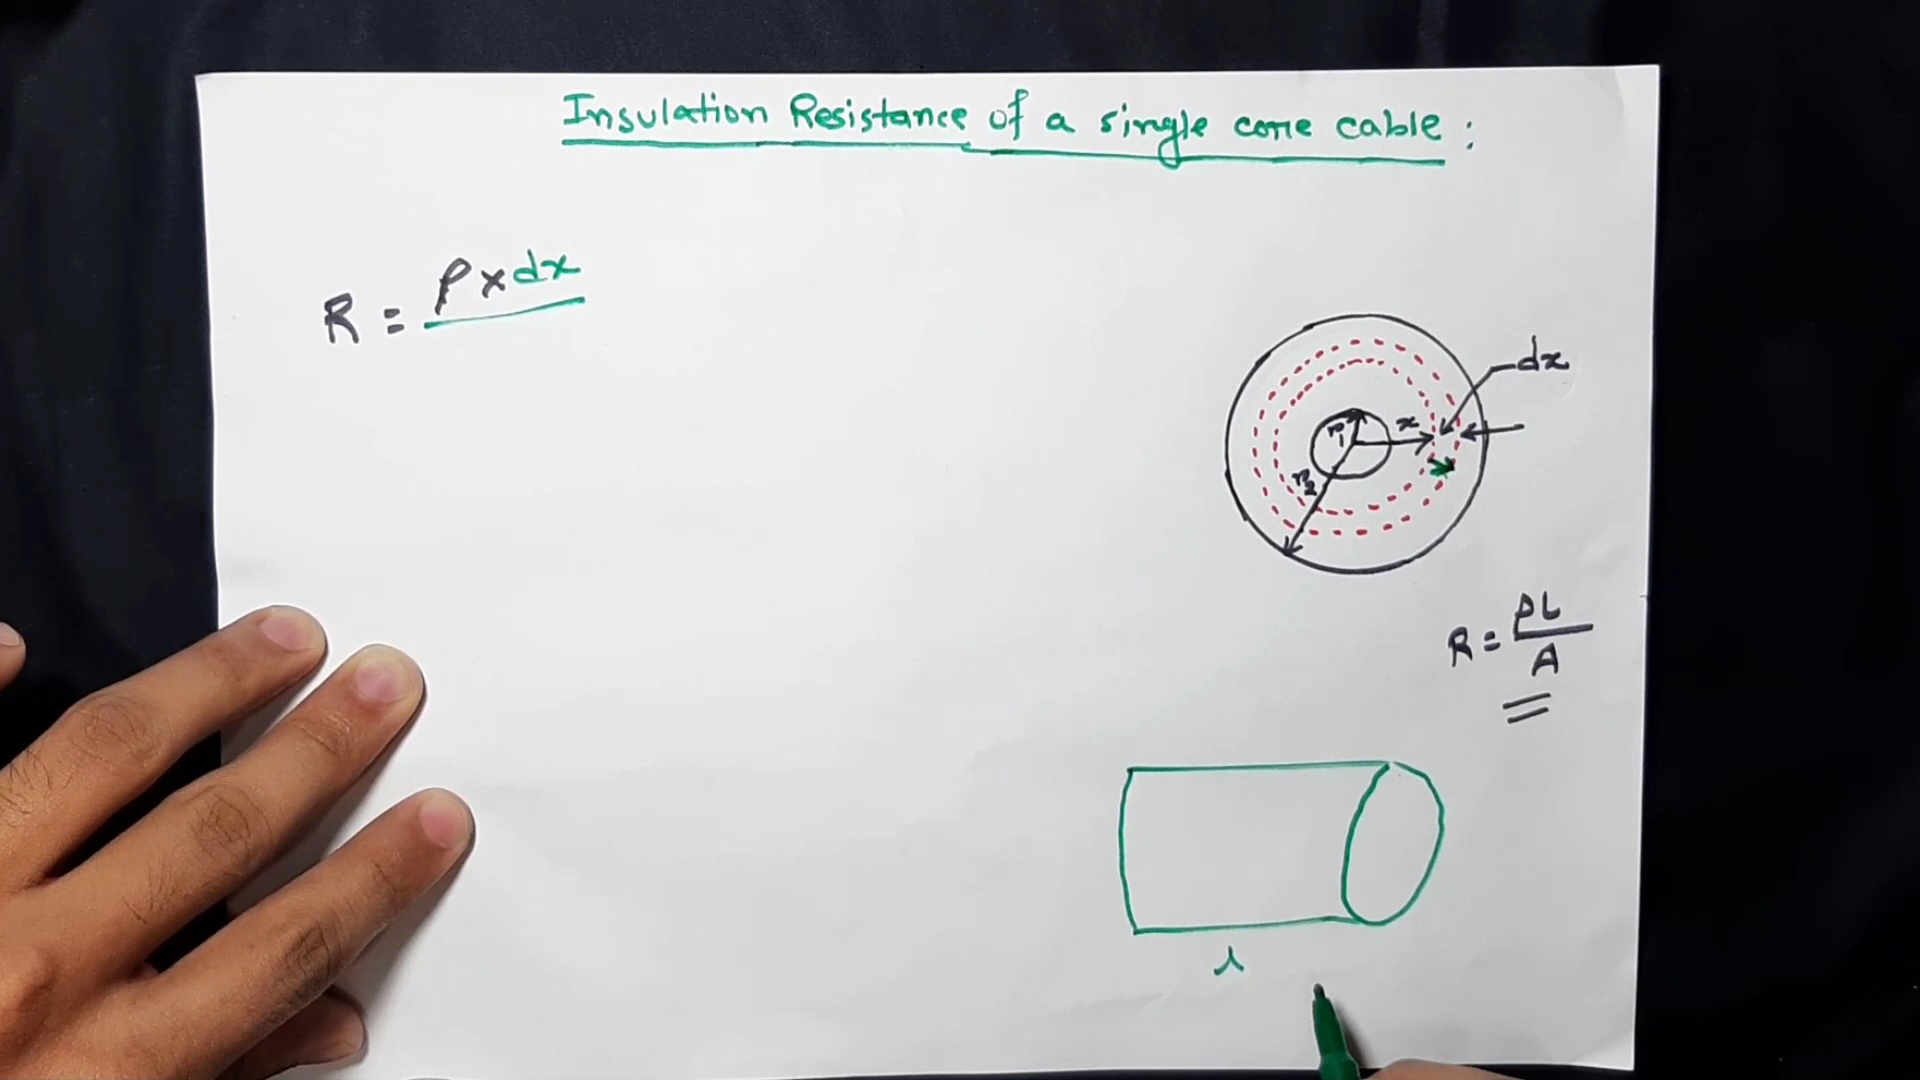 Insulation Resistance of a single core cable :
R = ρ x dx
dx
x
r1
r2
R = ρL
A
l